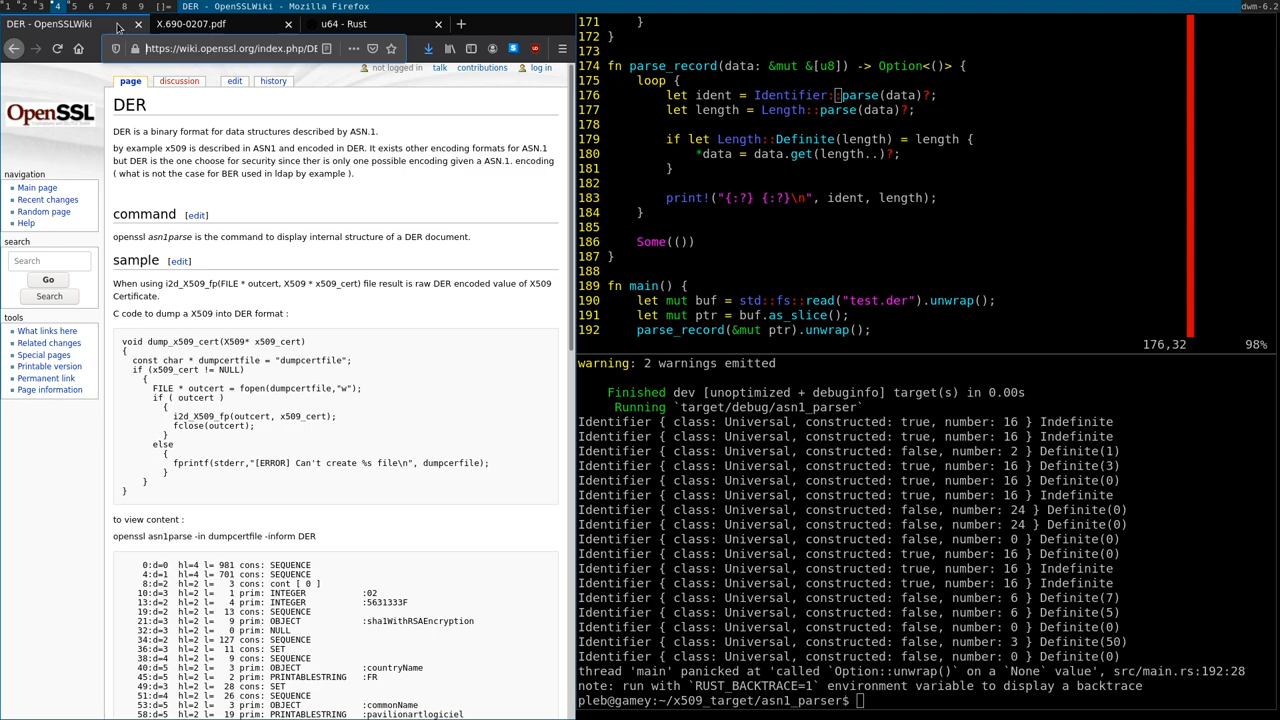 1 2 3 4 5 6 7 8 9 []= DER - OpenSSLWiki - Mozilla Firefox dwm-6.2
DER - OpenSSLWiki X.690-0207.pdf u64 - Rust
https://wiki.openssl.org/index.php/DE
not logged in talk contributions log in
page discussion edit history
OpenSSL
navigation
Main page
Recent changes
Random page
Help
search
Search
Go
Search
tools
What links here
Related changes
Special pages
Printable version
Permanent link
Page information
DER
DER is a binary format for data structures described by ASN.1.
by example x509 is described in ASN1 and encoded in DER. It exists other encoding formats for ASN.1
but DER is the one choose for security since ther is only one possible encoding given a ASN.1. encoding
( what is not the case for BER used in ldap by example ).
command [edit]
openssl asn1parse is the command to display internal structure of a DER document.
sample [edit]
When using i2d_X509_fp(FILE * outcert, X509 * x509_cert) file result is raw DER encoded value of X509
Certificate.
C code to dump a X509 into DER format :
void dump_x509_cert(X509* x509_cert)
{
const char * dumpcertfile = "dumpcertfile";
if (x509_cert != NULL)
{
FILE * outcert = fopen(dumpcertfile,"w");
if ( outcert )
{
i2d_X509_fp(outcert, x509_cert);
fclose(outcert);
}
else
{
fprintf(stderr,"[ERROR] Can't create %s file\n", dumpcertfile);
}
}
}
to view content :
openssl asn1parse -in dumpcertfile -inform DER
0:d=0 hl=4 l= 981 cons: SEQUENCE
4:d=1 hl=4 l= 701 cons: SEQUENCE
8:d=2 hl=2 l= 3 cons: cont [ 0 ]
10:d=3 hl=2 l= 1 prim: INTEGER :02
13:d=2 hl=2 l= 4 prim: INTEGER :5631333F
19:d=2 hl=2 l= 13 cons: SEQUENCE
21:d=3 hl=2 l= 9 prim: OBJECT :sha1WithRSAEncryption
32:d=3 hl=2 l= 0 prim: NULL
34:d=2 hl=2 l= 127 cons: SEQUENCE
36:d=3 hl=2 l= 11 cons: SET
38:d=4 hl=2 l= 9 cons: SEQUENCE
40:d=5 hl=2 l= 3 prim: OBJECT :countryName
45:d=5 hl=2 l= 2 prim: PRINTABLESTRING :FR
49:d=3 hl=2 l= 28 cons: SET
51:d=4 hl=2 l= 26 cons: SEQUENCE
53:d=5 hl=2 l= 3 prim: OBJECT :commonName
58:d=5 hl=2 l= 19 prim: PRINTABLESTRING :pavilionartlogiciel
171 }
172 }
173
174 fn parse_record(data: &mut &[u8]) -> Option<()> {
175 loop {
176 let ident = Identifier::parse(data)?;
177 let length = Length::parse(data)?;
178
179 if let Length::Definite(length) = length {
180 *data = data.get(length..)?;
181 }
182
183 print!("{:?} {:?}\n", ident, length);
184 }
185
186 Some(())
187 }
188
189 fn main() {
190 let mut buf = std::fs::read("test.der").unwrap();
191 let mut ptr = buf.as_slice();
192 parse_record(&mut ptr).unwrap();
176,32 98%
warning: 2 warnings emitted
Finished dev [unoptimized + debuginfo] target(s) in 0.00s
Running `target/debug/asn1_parser`
Identifier { class: Universal, constructed: true, number: 16 } Indefinite
Identifier { class: Universal, constructed: true, number: 16 } Indefinite
Identifier { class: Universal, constructed: false, number: 2 } Definite(1)
Identifier { class: Universal, constructed: true, number: 16 } Definite(3)
Identifier { class: Universal, constructed: true, number: 16 } Definite(0)
Identifier { class: Universal, constructed: true, number: 16 } Indefinite
Identifier { class: Universal, constructed: false, number: 24 } Definite(0)
Identifier { class: Universal, constructed: false, number: 24 } Definite(0)
Identifier { class: Universal, constructed: false, number: 0 } Definite(0)
Identifier { class: Universal, constructed: true, number: 16 } Definite(0)
Identifier { class: Universal, constructed: true, number: 16 } Indefinite
Identifier { class: Universal, constructed: true, number: 16 } Indefinite
Identifier { class: Universal, constructed: false, number: 6 } Definite(7)
Identifier { class: Universal, constructed: false, number: 6 } Definite(5)
Identifier { class: Universal, constructed: false, number: 0 } Definite(0)
Identifier { class: Universal, constructed: false, number: 3 } Definite(50)
Identifier { class: Universal, constructed: false, number: 0 } Definite(0)
thread 'main' panicked at 'called `Option::unwrap()` on a `None` value', src/main.rs:192:28
note: run with `RUST_BACKTRACE=1` environment variable to display a backtrace
pleb@gamey:~/x509_target/asn1_parser$